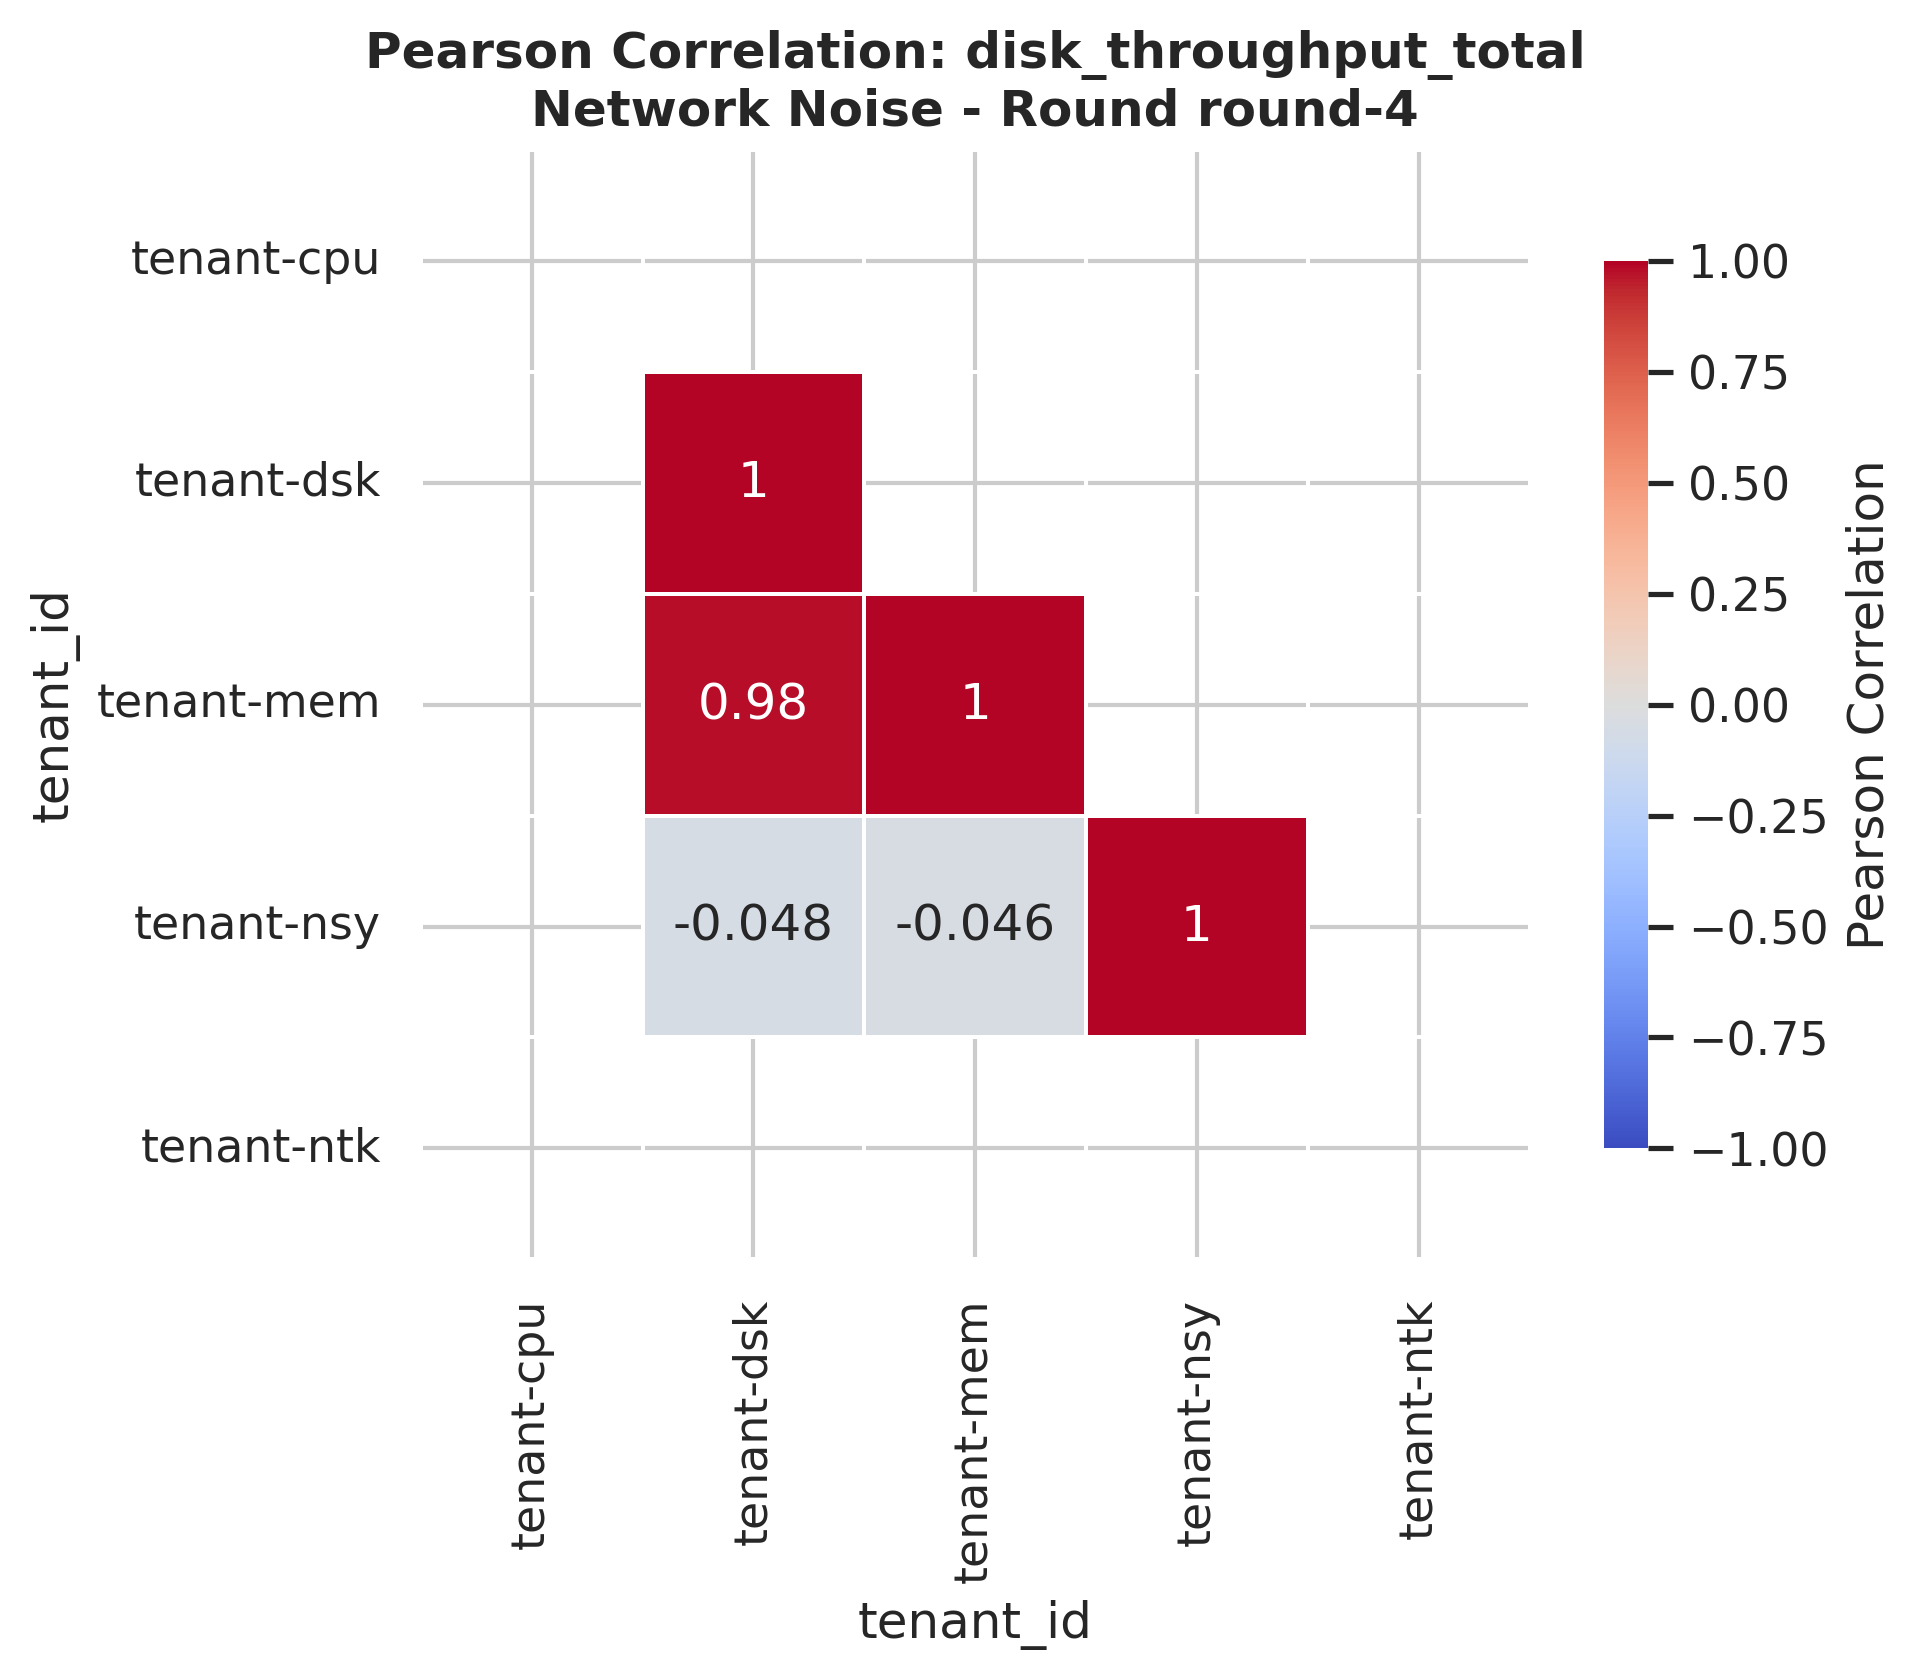 Pearson Correlation: disk_throughput_total
Network Noise - Round round-4
tenant_id
tenant-cpu
tenant-dsk
tenant-mem
tenant-nsy
tenant-ntk
1
0.98
1
-0.048
-0.046
1
tenant-cpu
tenant-dsk
tenant-mem
tenant-nsy
tenant-ntk
tenant_id
1.00
0.75
0.50
0.25
0.00
−0.25
−0.50
−0.75
−1.00
Pearson Correlation